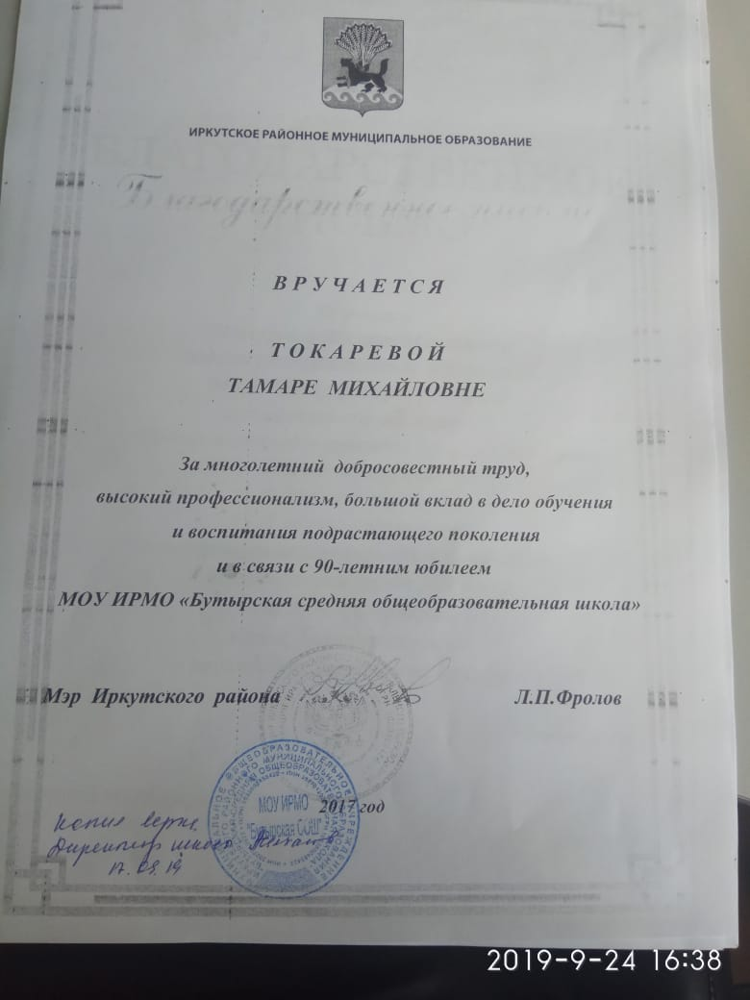 ИРКУТСКОЕ РАЙОННОЕ МУНИЦИПАЛЬНОЕ ОБРАЗОВАНИЕ
Благодарственное письмо
ВРУЧАЕТСЯ
ТОКАРЕВОЙ
ТАМАРЕ МИХАЙЛОВНЕ
За многолетний добросовестный труд,
высокий профессионализм, большой вклад в дело обучения
и воспитания подрастающего поколения
и в связи с 90-летним юбилеем
МОУ ИРМО «Бутырская средняя общеобразовательная школа»
Мэр Иркутского района Л.П.Фролов
2017 год
МОУ ИРМО
"Бутырская СОШ"
копия верна
Директор школы
17.09.19
2019-9-24 16:38